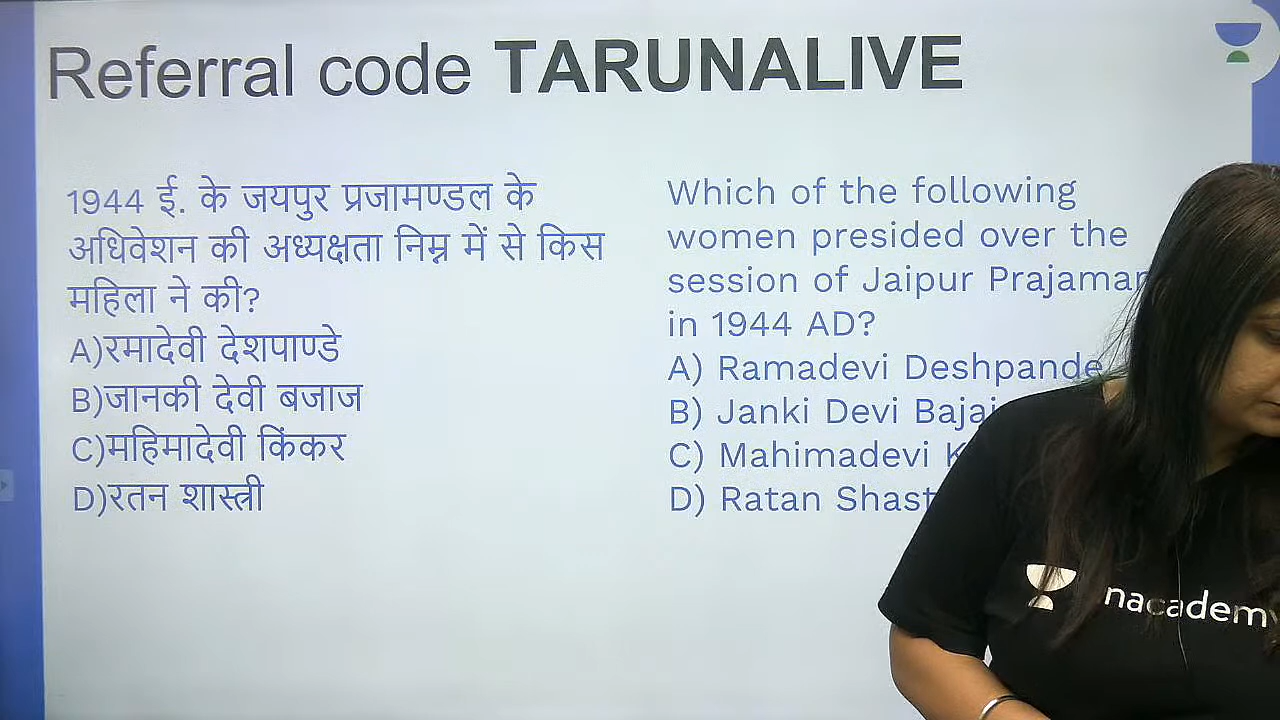 Referral code TARUNALIVE
1944 ई. के जयपुर प्रजामण्डल के
अधिवेशन की अध्यक्षता निम्न में से किस
महिला ने की?
A)रमादेवी देशपाण्डे
B)जानकी देवी बजाज
C)महिमादेवी किंकर
D)रतन शास्त्री
Which of the following
women presided over the
session of Jaipur
in 1944 AD?
A) Ramadevi Deshpande
B) Janki Devi
C) Mahimadevi
D) Ratan
nacademy